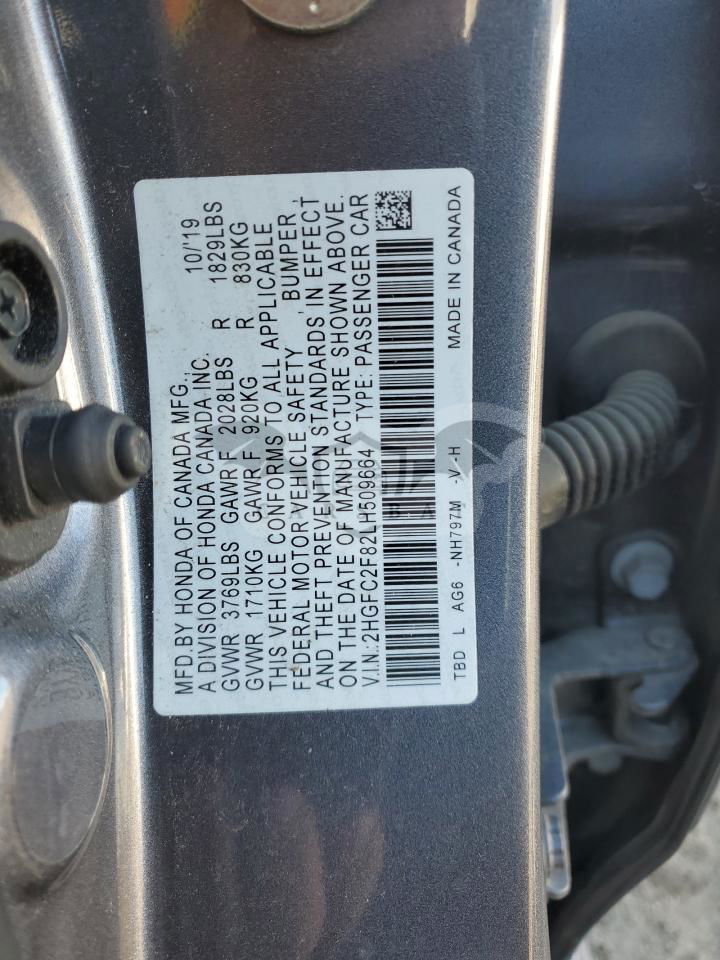 MFD.BY HONDA OF CANADA MFG., 10/'19
A DIVISION OF HONDA CANADA INC.
GVWR 3769LBS GAWR F 2028LBS R 1829LBS
GVWR 1710KG GAWR F 920KG R 830KG
THIS VEHICLE CONFORMS TO ALL APPLICABLE
FEDERAL MOTOR VEHICLE SAFETY , BUMPER ,
AND THEFT PREVENTION STANDARDS, IN EFFECT
ON THE DATE OF MANUFACTURE SHOWN ABOVE.
V.I.N.:2HGFC2F82LH509664 TYPE: PASSENGER CAR
TBD L AG6 -NH797M -V-H MADE IN CANADA